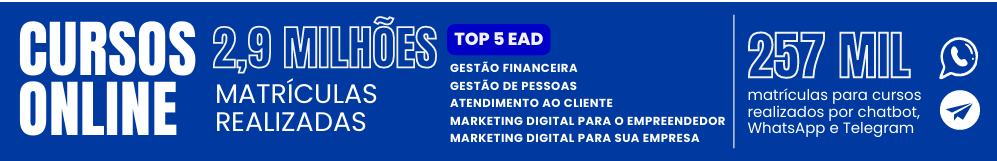 CURSOS
ONLINE
2,9 MILHÕES
MATRÍCULAS
REALIZADAS
TOP 5 EAD
GESTÃO FINANCEIRA
GESTÃO DE PESSOAS
ATENDIMENTO AO CLIENTE
MARKETING DIGITAL PARA O EMPREENDEDOR
MARKETING DIGITAL PARA SUA EMPRESA
257 MIL
matrículas para cursos
realizados por chatbot,
WhatsApp e Telegram